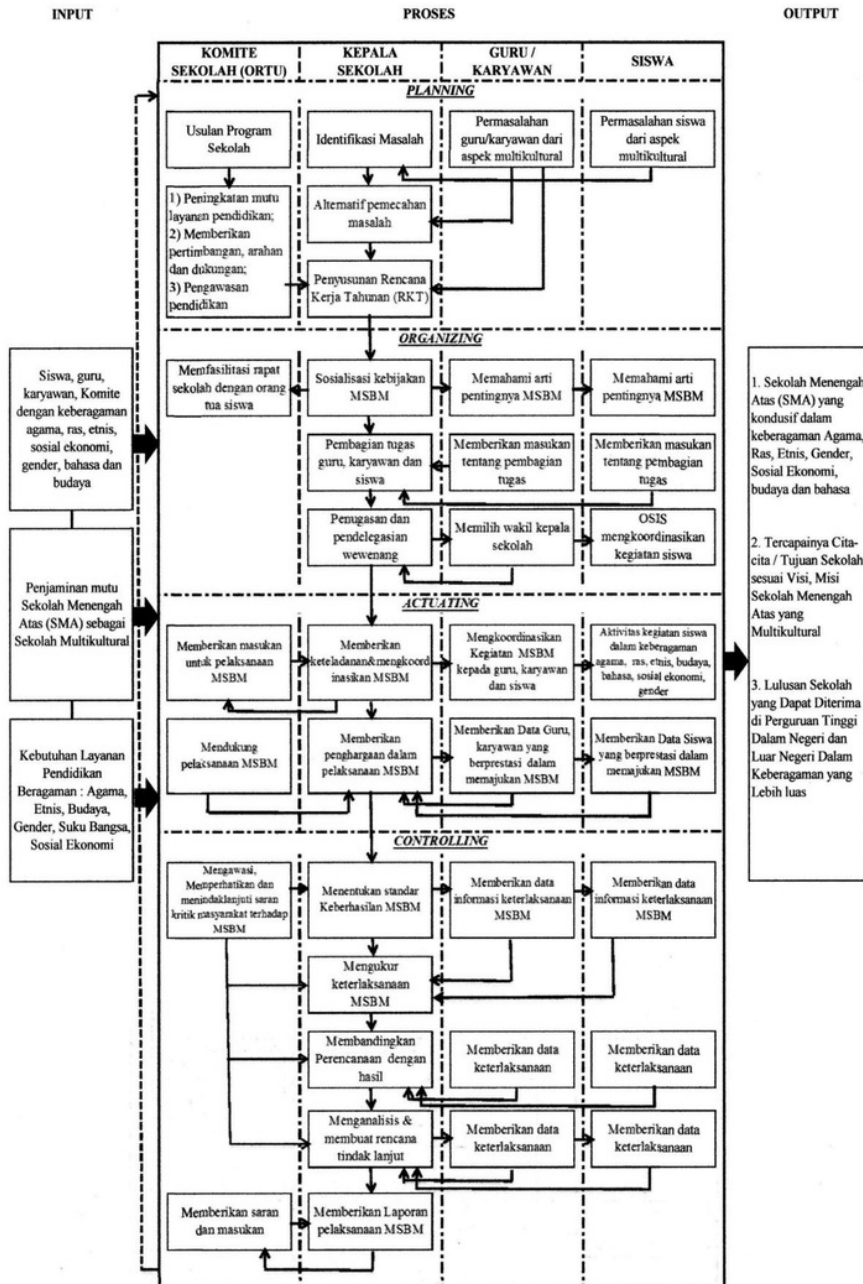 INPUT
PROSES
OUTPUT
KOMITE
SEKOLAH (ORTU)
KEPALA
SEKOLAH
GURU /
KARYAWAN
SISWA
PLANNING
Usulan Program
Sekolah
Identifikasi Masalah
Permasalahan
guru/karyawan dari
aspek multikultural
Permasalahan siswa
dari aspek
multikultural
1) Peningkatan mutu
layanan pendidikan;
2) Memberikan
pertimbangan, arahan
dan dukungan;
3) Pengawasan
pendidikan
Alternatif pemecahan
masalah
Penyusunan Rencana
Kerja Tahunan (RKT)
ORGANIZING
Siswa, guru,
karyawan, Komite
dengan keberagaman
agama, ras, etnis,
sosial ekonomi,
gender, bahasa dan
budaya
Memfasilitasi rapat
sekolah dengan orang
tua siswa
Sosialisasi kebijakan
MSBM
Memahami arti
pentingnya MSBM
Memahami arti
pentingnya MSBM
Pembagian tugas
guru, karyawan dan
siswa
Memberikan masukan
tentang pembagian
tugas
Memberikan masukan
tentang pembagian
tugas
Penugasan dan
pendelegasian
wewenang
Memilih wakil kepala
sekolah
OSIS
mengkoordinasikan
kegiatan siswa
Penjaminan mutu
Sekolah Menengah
Atas (SMA) sebagai
Sekolah Multikultural
ACTUATING
Memberikan masukan
untuk pelaksanaan
MSBM
Memberikan
keteladanan&mengkoord
inasikan MSBM
Mengkoordinasikan
Kegiatan MSBM
kepada guru, karyawan
dan siswa
Aktivitas kegiatan siswa
dalam keberagaman
agama, ras, etnis, budaya,
bahasa, sosial ekonomi,
gender
Mendukung
pelaksanaan MSBM
Memberikan
penghargaan dalam
pelaksanaan MSBM
Memberikan Data Guru,
karyawan yang
berprestasi dalam
memajukan MSBM
Memberikan Data Siswa
yang berprestasi dalam
memajukan MSBM
Kebutuhan Layanan
Pendidikan
Beragaman : Agama,
Etnis, Budaya,
Gender, Suku Bangsa,
Sosial Ekonomi
CONTROLLING
Mengawasi,
Memperhatikan dan
menindaklanjuti saran
kritik masyarakat terhadap
MSBM
Menentukan standar
Keberhasilan MSBM
Memberikan data
informasi keterlaksanaan
MSBM
Memberikan data
informasi keterlaksanaan
MSBM
Mengukur
keterlaksanaan
MSBM
Membandingkan
Perencanaan dengan
hasil
Memberikan data
keterlaksanaan
Memberikan data
keterlaksanaan
Menganalisis &
membuat rencana
tindak lanjut
Memberikan data
keterlaksanaan
Memberikan data
keterlaksanaan
Memberikan saran
dan masukan
Memberikan Laporan
pelaksanaan MSBM
1. Sekolah Menengah
Atas (SMA) yang
kondusif dalam
keberagaman Agama,
Ras, Etnis, Gender,
Sosial Ekonomi,
budaya dan bahasa
2. Tercapainya Cita-
cita / Tujuan Sekolah
sesuai Visi, Misi
Sekolah Menengah
Atas yang
Multikultural
3. Lulusan Sekolah
yang Dapat Diterima
di Perguruan Tinggi
Dalam Negeri dan
Luar Negeri Dalam
Keberagaman yang
Lebih luas